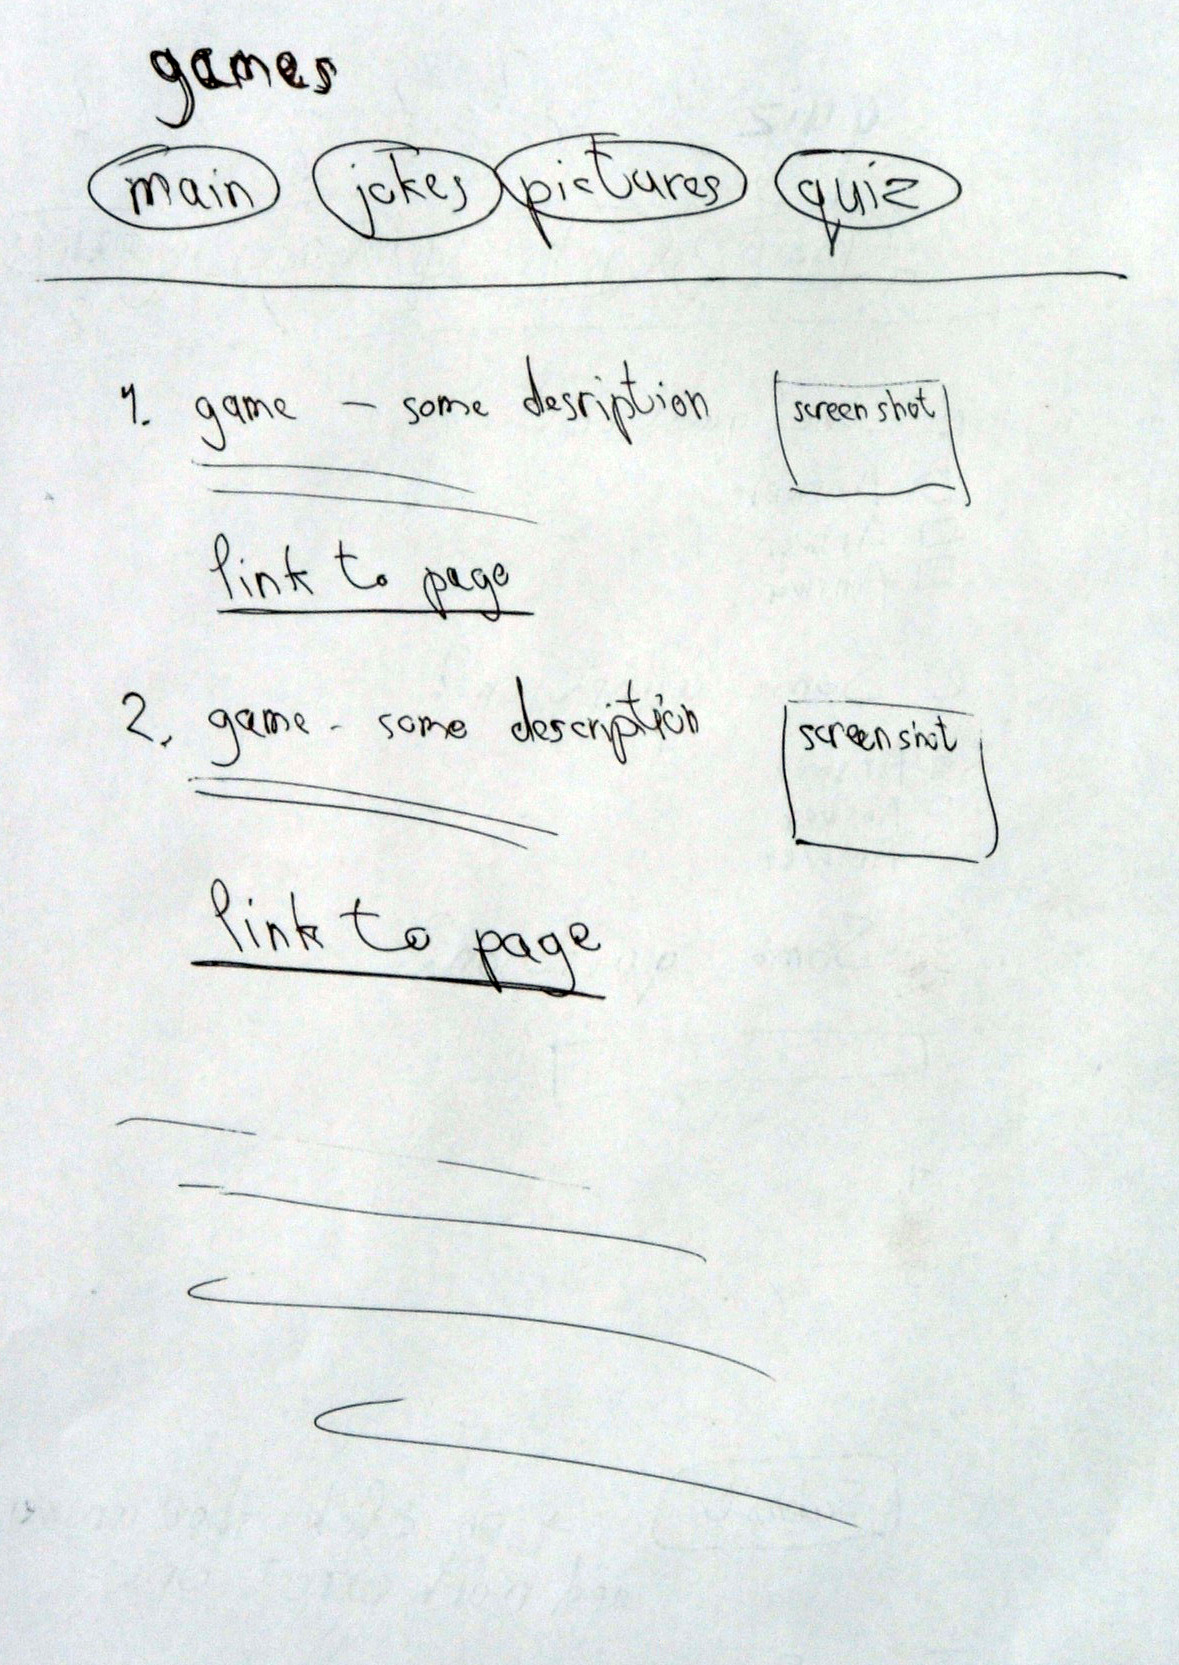 games
main jokes pictures quiz
1. game - some desription
screen shot
link to page
2. game - some description
screen shot
link to page